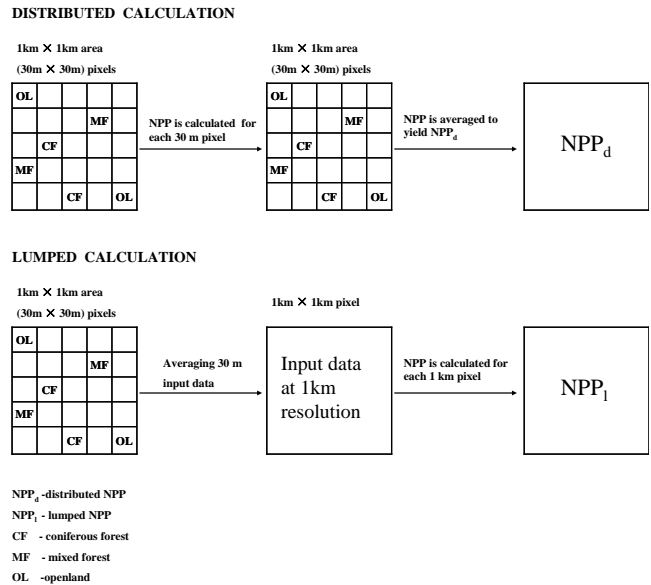 DISTRIBUTED CALCULATION
1km × 1km area
(30m × 30m) pixels
OL
MF
CF
MF
CF OL
NPP is calculated for
each 30 m pixel
1km × 1km area
(30m × 30m) pixels
OL
MF
CF
MF
CF OL
NPP is averaged to
yield NPPd
NPPd
LUMPED CALCULATION
1km × 1km area
(30m × 30m) pixels
OL
MF
CF
MF
CF OL
Averaging 30 m
input data
1km × 1km pixel
Input data
at 1km
resolution
NPP is calculated for
each 1 km pixel
NPPl
NPPd -distributed NPP
NPPl - lumped NPP
CF - coniferous forest
MF - mixed forest
OL -openland